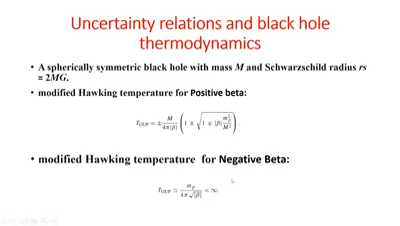 Uncertainty relations and black hole
thermodynamics
• A spherically symmetric black hole with mass M and Schwarzschild radius rs
= 2MG.
• modified Hawking temperature for Positive beta:
T_GUP = ± M/(4π|β|) (1 ∓ √(1 ∓ |β| m_p²/M²)).
• modified Hawking temperature for Negative Beta:
T_GUP ≅ m_p/(4π√|β|) < ∞.